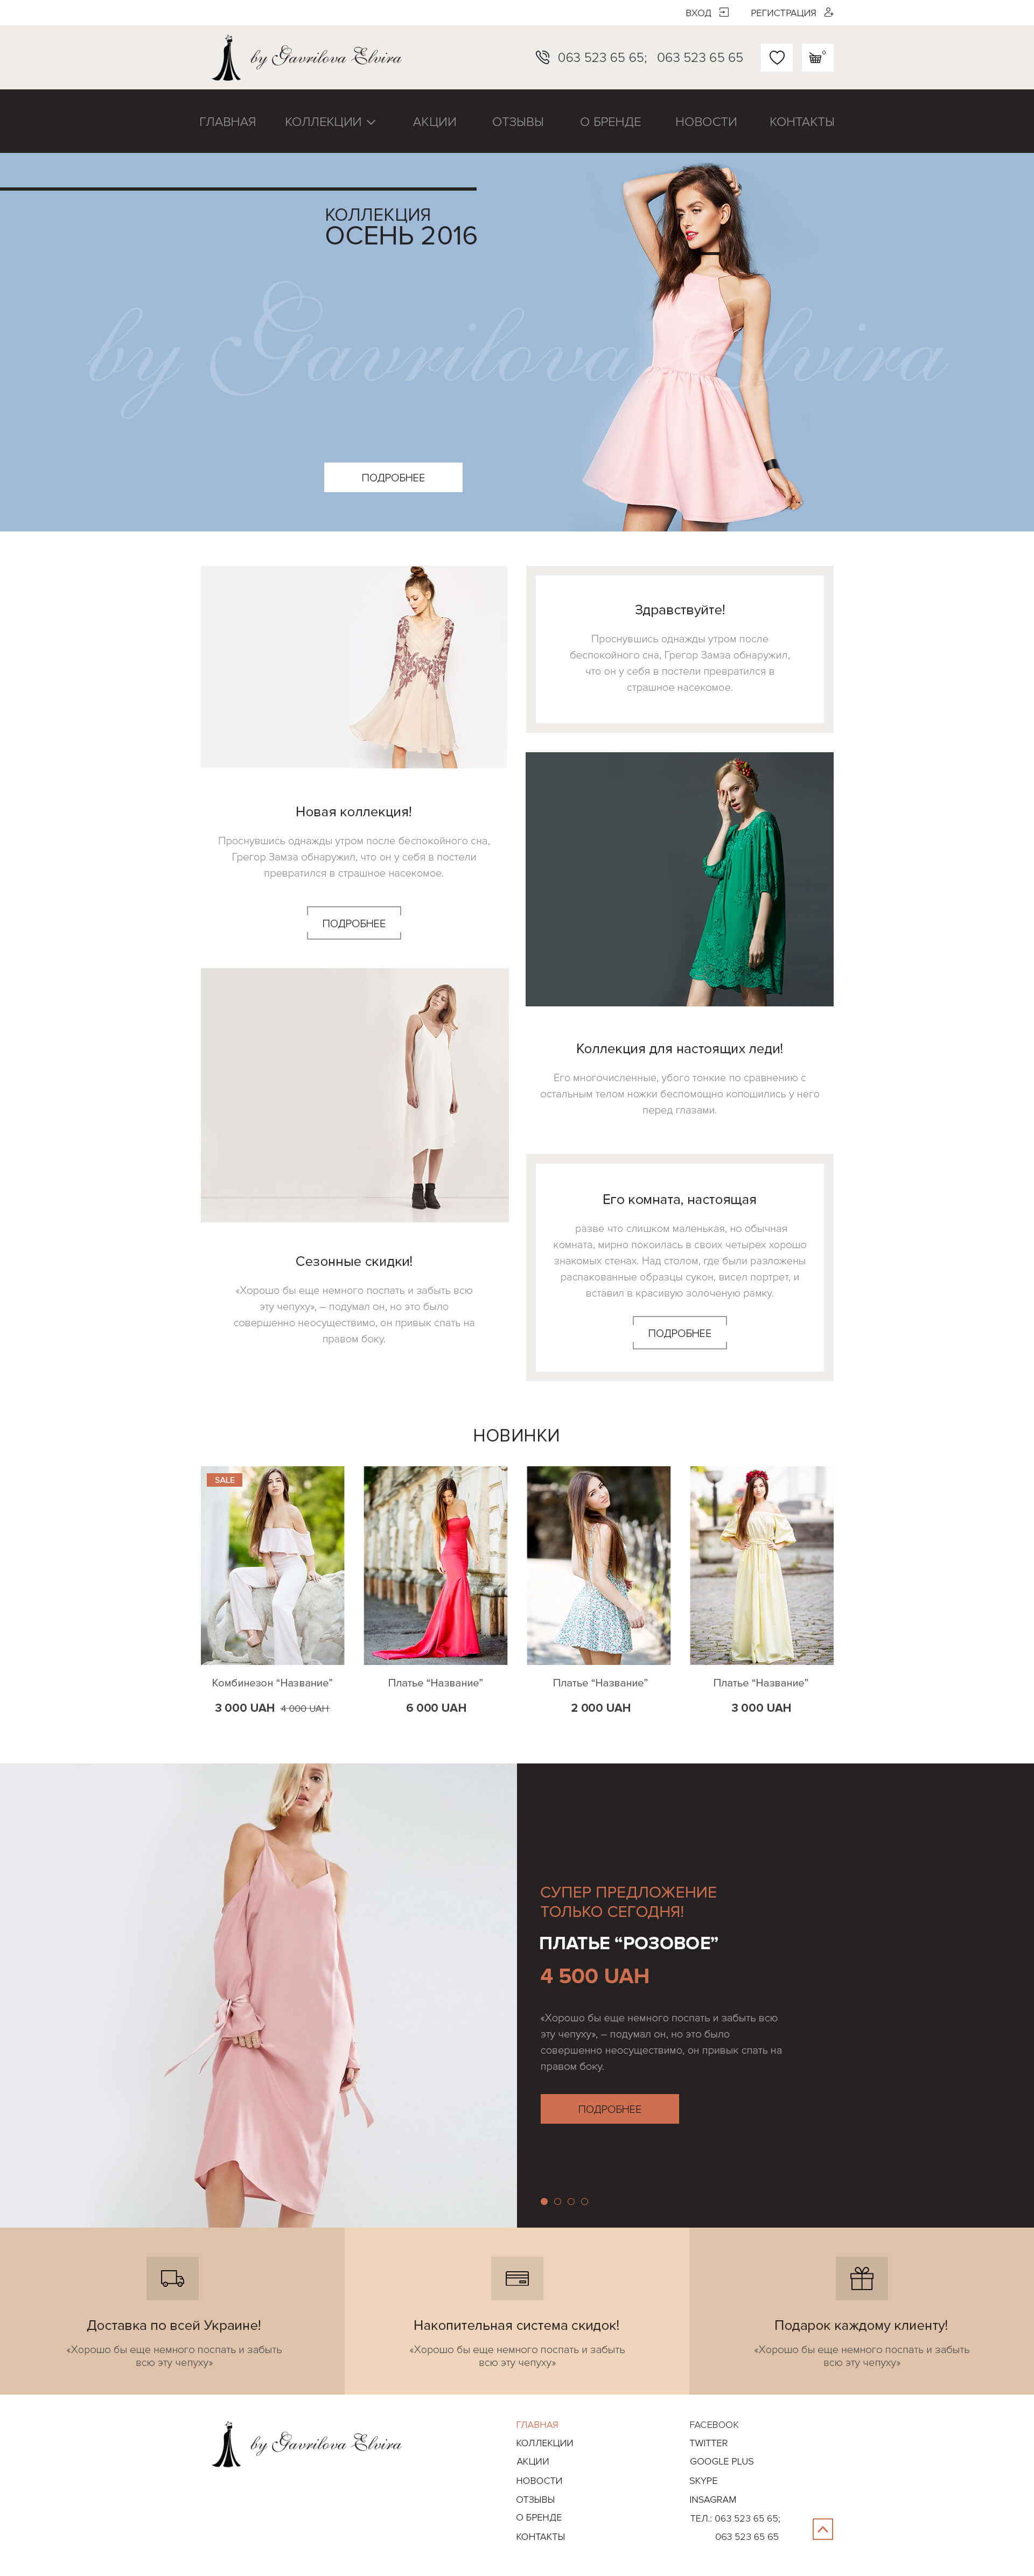 ВХОД
РЕГИСТРАЦИЯ
by Gavrilova Elvira
063 523 65 65; 063 523 65 65
0
ГЛАВНАЯ
КОЛЛЕКЦИИ
АКЦИИ
ОТЗЫВЫ
О БРЕНДЕ
НОВОСТИ
КОНТАКТЫ
КОЛЛЕКЦИЯ
ОСЕНЬ 2016
by Gavrilova Elvira
ПОДРОБНЕЕ
Здравствуйте!
Проснувшись однажды утром после
беспокойного сна, Грегор Замза обнаружил,
что он у себя в постели превратился в
страшное насекомое.
Новая коллекция!
Проснувшись однажды утром после беспокойного сна,
Грегор Замза обнаружил, что он у себя в постели
превратился в страшное насекомое.
ПОДРОБНЕЕ
Коллекция для настоящих леди!
Его многочисленные, убого тонкие по сравнению с
остальным телом ножки беспомощно копошились у него
перед глазами.
Сезонные скидки!
«Хорошо бы еще немного поспать и забыть всю
эту чепуху», – подумал он, но это было
совершенно неосуществимо, он привык спать на
правом боку.
Его комната, настоящая
разве что слишком маленькая, но обычная
комната, мирно покоилась в своих четырех хорошо
знакомых стенах. Над столом, где были разложены
распакованные образцы сукон, висел портрет, и
вставил в красивую золоченую рамку.
ПОДРОБНЕЕ
НОВИНКИ
SALE
Комбинезон “Название”
3 000 UAH 4 000 UAH
Платье “Название”
6 000 UAH
Платье “Название”
2 000 UAH
Платье “Название”
3 000 UAH
СУПЕР ПРЕДЛОЖЕНИЕ
ТОЛЬКО СЕГОДНЯ!
ПЛАТЬЕ “РОЗОВОЕ”
4 500 UAH
«Хорошо бы еще немного поспать и забыть всю
эту чепуху», – подумал он, но это было
совершенно неосуществимо, он привык спать на
правом боку.
ПОДРОБНЕЕ
Доставка по всей Украине!
«Хорошо бы еще немного поспать и забыть
всю эту чепуху»
Накопительная система скидок!
«Хорошо бы еще немного поспать и забыть
всю эту чепуху»
Подарок каждому клиенту!
«Хорошо бы еще немного поспать и забыть
всю эту чепуху»
by Gavrilova Elvira
ГЛАВНАЯ
КОЛЛЕКЦИИ
АКЦИИ
НОВОСТИ
ОТЗЫВЫ
О БРЕНДЕ
КОНТАКТЫ
FACEBOOK
TWITTER
GOOGLE PLUS
SKYPE
INSAGRAM
ТЕЛ.: 063 523 65 65;
063 523 65 65